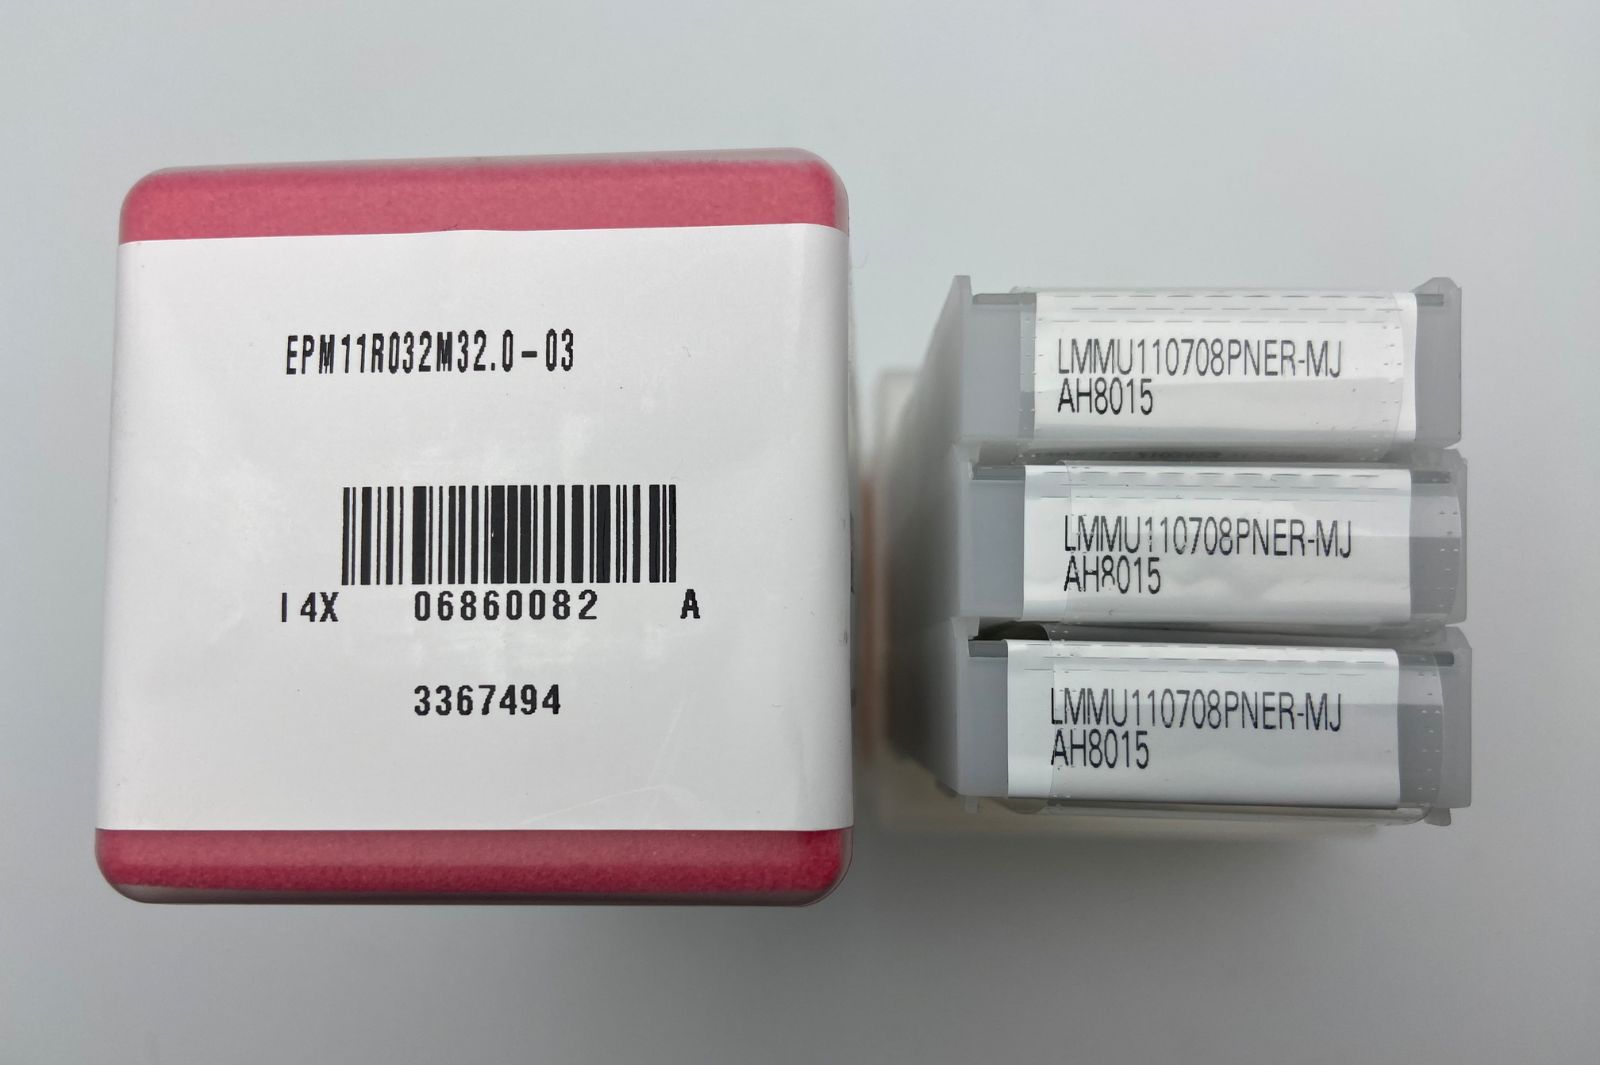 EPM11R032M32.0-03
I4X 06860082 A
3367494
LMMU110708PNER-MJ
AH8015
LMMU110708PNER-MJ
AH8015
LMMU110708PNER-MJ
AH8015